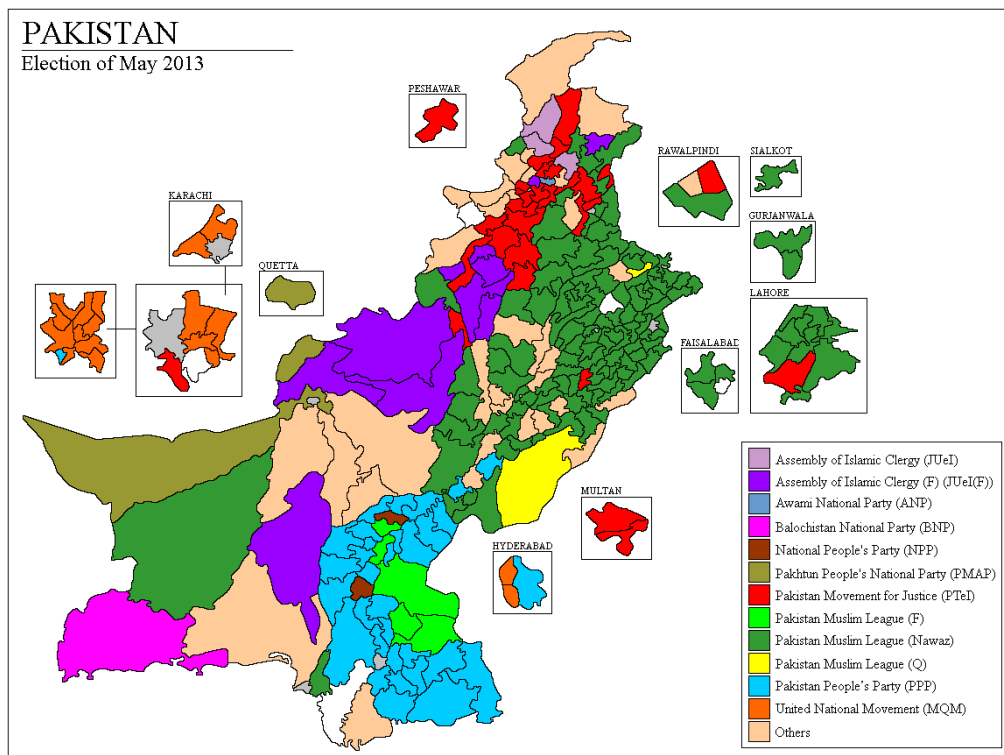 PAKISTAN
Election of May 2013
PESHAWAR
RAWALPINDI
SIALKOT
KARACHI
GURJANWALA
QUETTA
LAHORE
FAISALABAD
MULTAN
HYDERABAD
Assembly of Islamic Clergy (JUeI)
Assembly of Islamic Clergy (F) (JUeI(F))
Awami National Party (ANP)
Balochistan National Party (BNP)
National People's Party (NPP)
Pakhtun People's National Party (PMAP)
Pakistan Movement for Justice (PTeI)
Pakistan Muslim League (F)
Pakistan Muslim League (Nawaz)
Pakistan Muslim League (Q)
Pakistan People's Party (PPP)
United National Movement (MQM)
Others